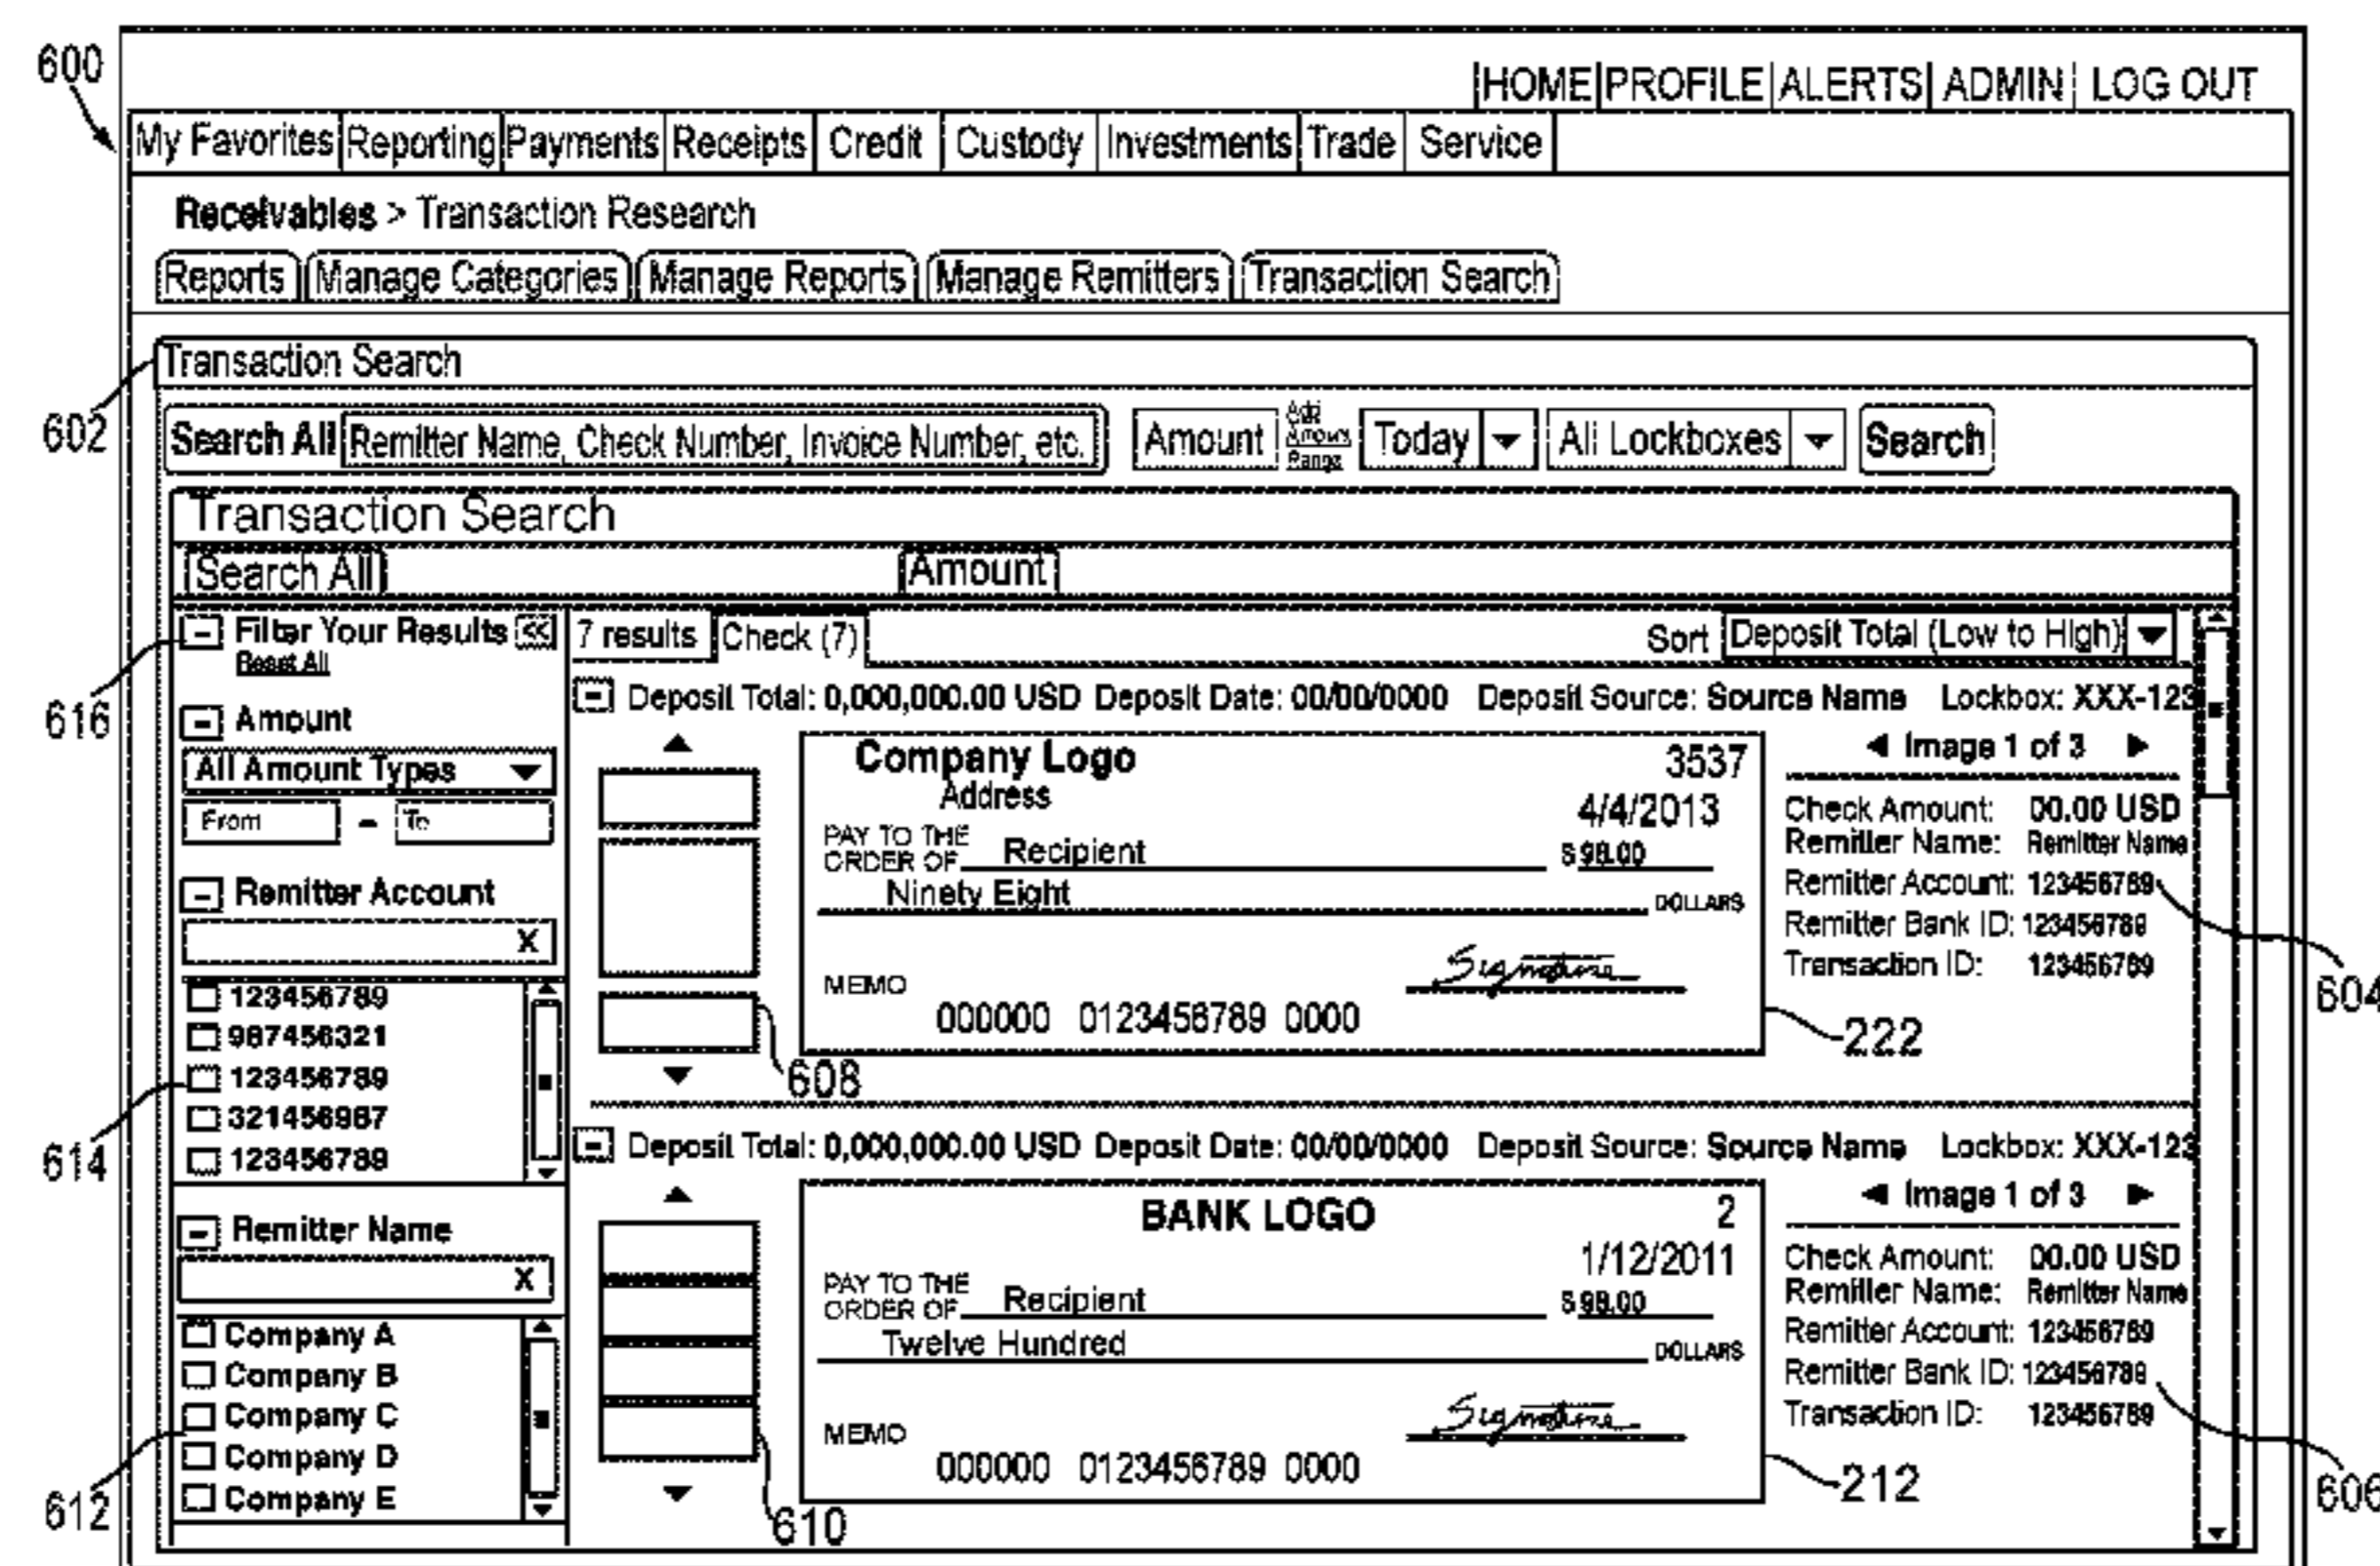 600
HOME PROFILE ALERTS ADMIN LOG OUT
My Favorites Reporting Payments Receipts Credit Custody Investments Trade Service
Receivables > Transaction Research
Reports Manage Categories Manage Reports Manage Remitters Transaction Search
Transaction Search
602
Search All Remitter Name, Check Number, Invoice Number, etc. Amount Add Amount Range Today All Lockboxes Search
Transaction Search
Search All Amount
Filter Your Results << 7 results Check (7) Sort Deposit Total (Low to High)
Reset All
616
Deposit Total: 0,000,000.00 USD Deposit Date: 00/00/0000 Deposit Source: Source Name Lockbox: XXX-123
Amount
All Amount Types
From - To
Remitter Account
X
123456789
987456321
123456789
321456987
123456789
614
Remitter Name
X
Company A
Company B
Company C
Company D
Company E
612
Company Logo 3537
Address
4/4/2013
PAY TO THE
ORDER OF Recipient $ 98.00
Ninety Eight DOLLARS
MEMO Signature
000000 0123456789 0000
608
222
Image 1 of 3
Check Amount: 00.00 USD
Remitter Name: Remitter Name
Remitter Account: 123456789
Remitter Bank ID: 123456789
Transaction ID: 123456789
604
Deposit Total: 0,000,000.00 USD Deposit Date: 00/00/0000 Deposit Source: Source Name Lockbox: XXX-123
BANK LOGO 2
1/12/2011
PAY TO THE
ORDER OF Recipient $ 98.00
Twelve Hundred DOLLARS
MEMO Signature
000000 0123456789 0000
610
212
Image 1 of 3
Check Amount: 00.00 USD
Remitter Name: Remitter Name
Remitter Account: 123456789
Remitter Bank ID: 123456789
Transaction ID: 123456789
606